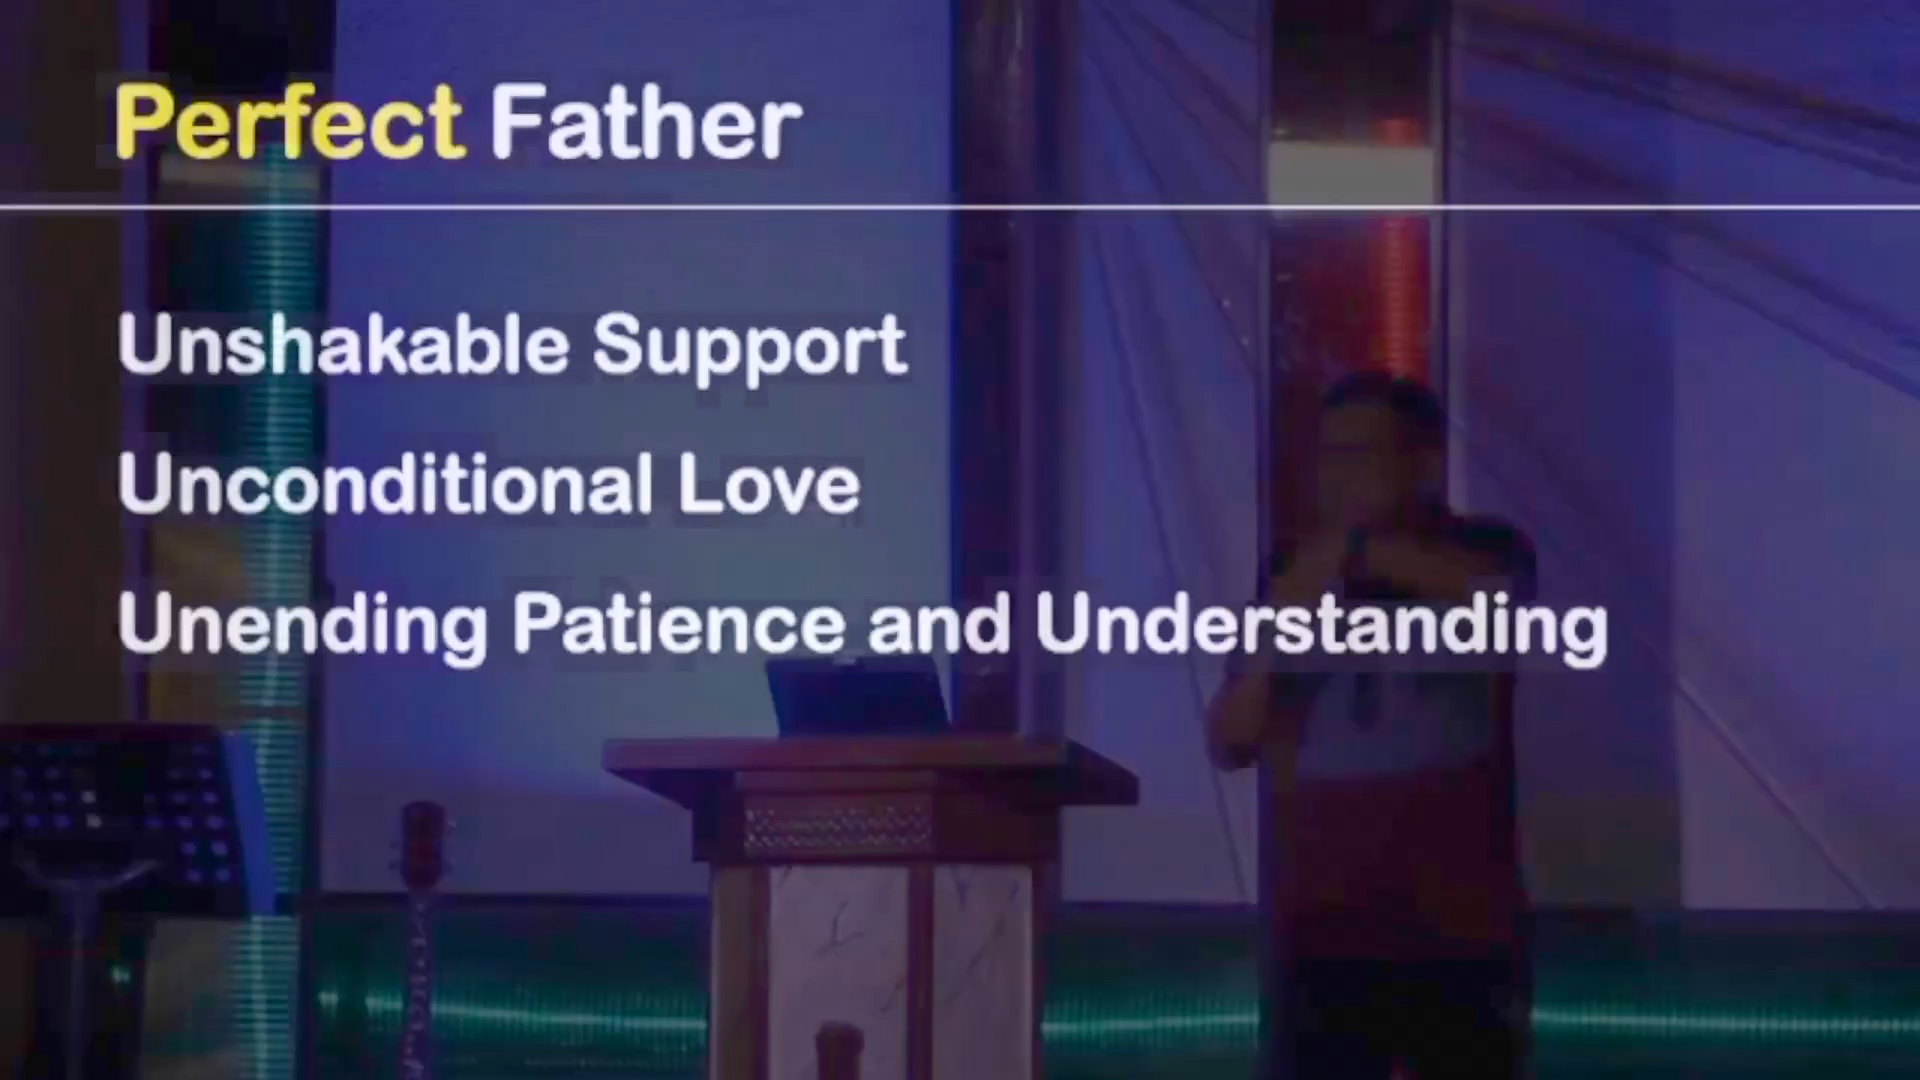 Perfect Father
Unshakable Support
Unconditional Love
Unending Patience and Understanding